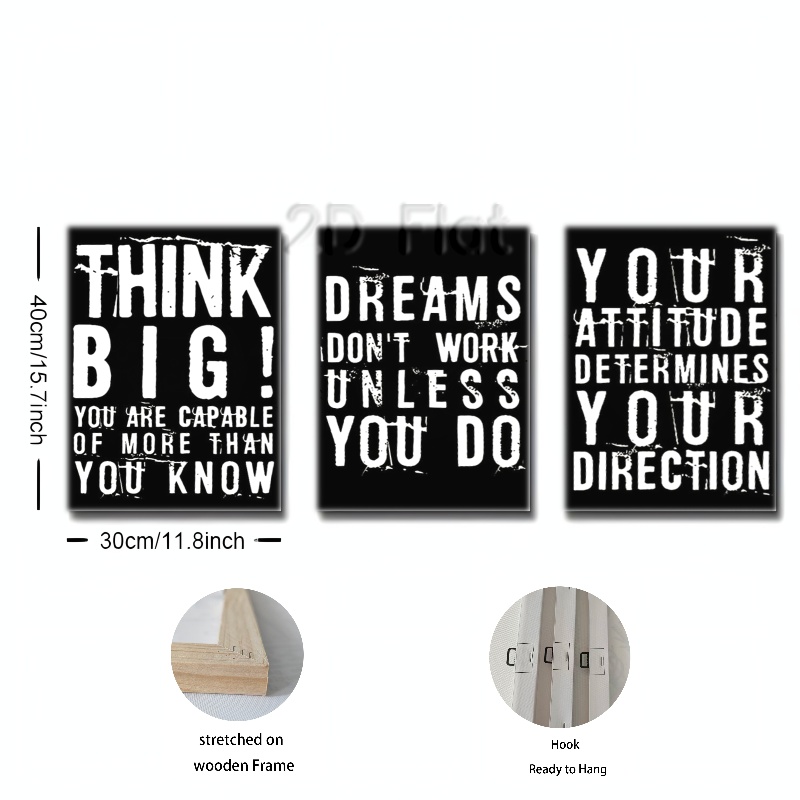 2D Flat
THINK
BIG!
YOU ARE CAPABLE
OF MORE THAN
YOU KNOW
DREAMS
DON'T WORK
UNLESS
YOU DO
YOUR
ATTITUDE
DETERMINES
YOUR
DIRECTION
40cm/15.7inch
30cm/11.8inch
stretched on
wooden Frame
Hook
Ready to Hang